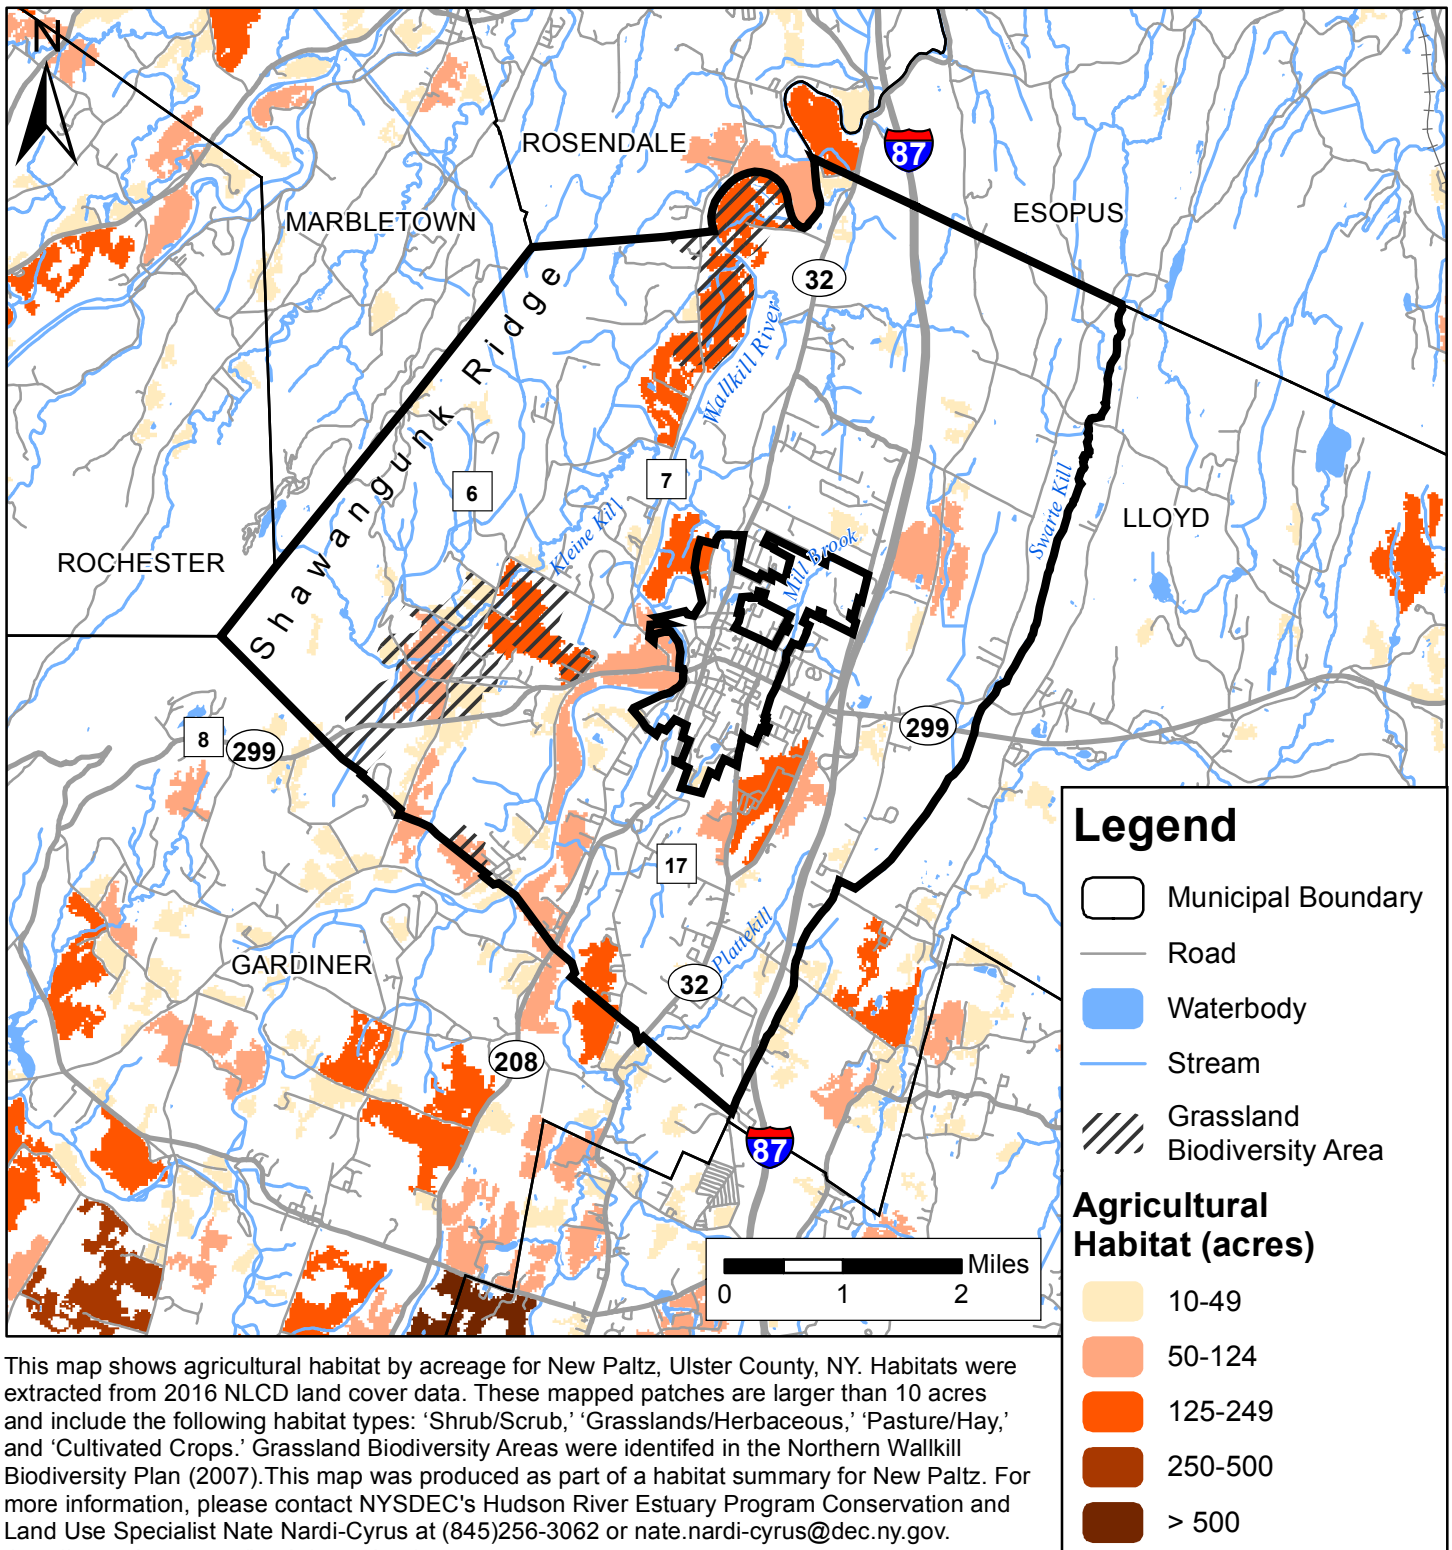 N
ROSENDALE
87
MARBLETOWN
ESOPUS
32
Shawangunk Ridge
Wallkill River
7
6
Swarte Kill
LLOYD
Kleine Kill
Mill Brook
ROCHESTER
8
299
299
17
GARDINER
Plattekill
32
208
87
Miles
0 1 2
Legend
Municipal Boundary
Road
Waterbody
Stream
Grassland
Biodiversity Area
Agricultural
Habitat (acres)
10-49
50-124
125-249
250-500
> 500
This map shows agricultural habitat by acreage for New Paltz, Ulster County, NY. Habitats were
extracted from 2016 NLCD land cover data. These mapped patches are larger than 10 acres
and include the following habitat types: ‘Shrub/Scrub,’ ‘Grasslands/Herbaceous,’ ‘Pasture/Hay,’
and ‘Cultivated Crops.’ Grassland Biodiversity Areas were identifed in the Northern Wallkill
Biodiversity Plan (2007).This map was produced as part of a habitat summary for New Paltz. For
more information, please contact NYSDEC's Hudson River Estuary Program Conservation and
Land Use Specialist Nate Nardi-Cyrus at (845)256-3062 or nate.nardi-cyrus@dec.ny.gov.